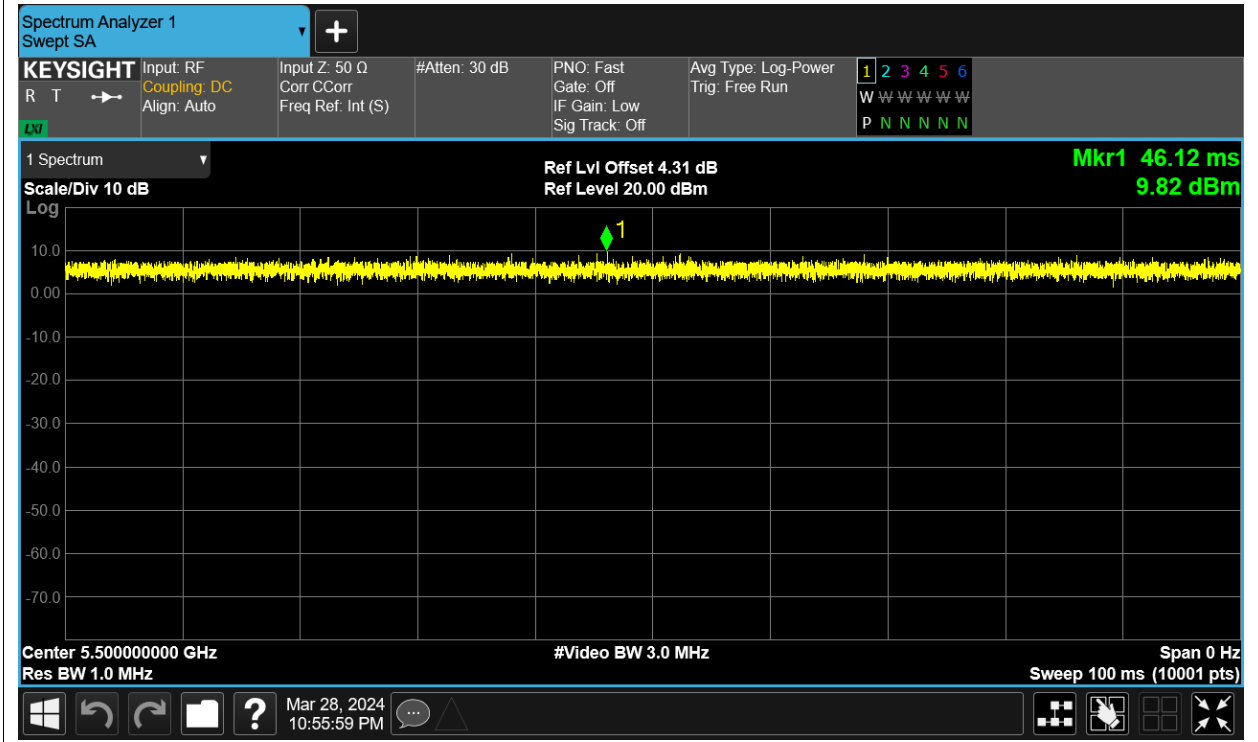 Spectrum Analyzer 1
Swept SA
KEYSIGHT
R T
LXI
Input: RF
Coupling: DC
Align: Auto
Input Z: 50 Ω
Corr CCorr
Freq Ref: Int (S)
#Atten: 30 dB
PNO: Fast
Gate: Off
IF Gain: Low
Sig Track: Off
Avg Type: Log-Power
Trig: Free Run
1 2 3 4 5 6
W W W W W W
P N N N N N
1 Spectrum
Scale/Div 10 dB
Log
Ref Lvl Offset 4.31 dB
Ref Level 20.00 dBm
Mkr1 46.12 ms
9.82 dBm
1
10.0
0.00
-10.0
-20.0
-30.0
-40.0
-50.0
-60.0
-70.0
Center 5.500000000 GHz
Res BW 1.0 MHz
#Video BW 3.0 MHz
Span 0 Hz
Sweep 100 ms (10001 pts)
?
Mar 28, 2024
10:55:59 PM